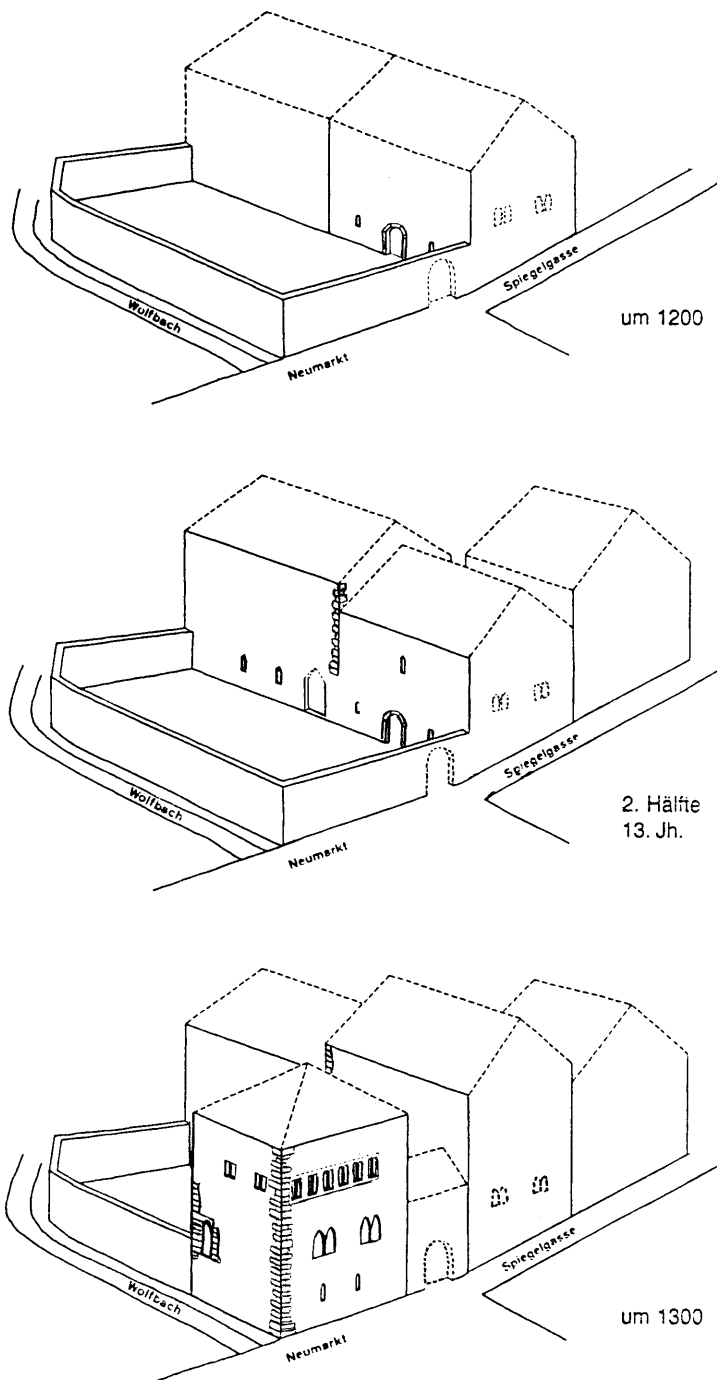 Spiegelgasse
um 1200
Wolfbach
Neumarkt
Spiegelgasse
2. Hälfte
13. Jh.
Wolfbach
Neumarkt
Spiegelgasse
um 1300
Wolfbach
Neumarkt